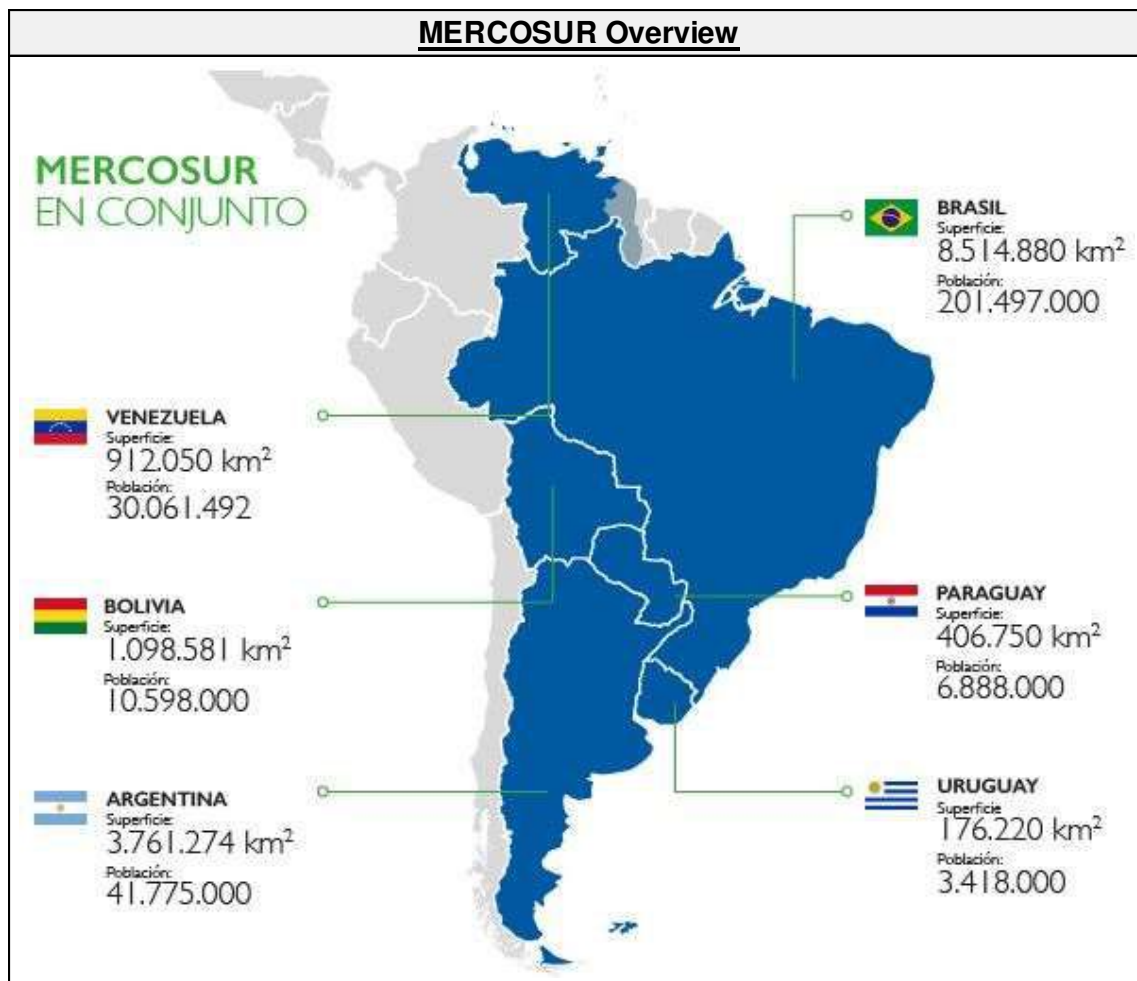 MERCOSUR Overview
MERCOSUR
EN CONJUNTO
BRASIL
Superficie:
8.514.880 km²
Población:
201.497.000
VENEZUELA
Superficie:
912.050 km²
Población:
30.061.492
BOLIVIA
Superficie:
1.098.581 km²
Población:
10.598.000
PARAGUAY
Superficie:
406.750 km²
Población:
6.888.000
ARGENTINA
Superficie:
3.761.274 km²
Población:
41.775.000
URUGUAY
Superficie
176.220 km²
Población:
3.418.000